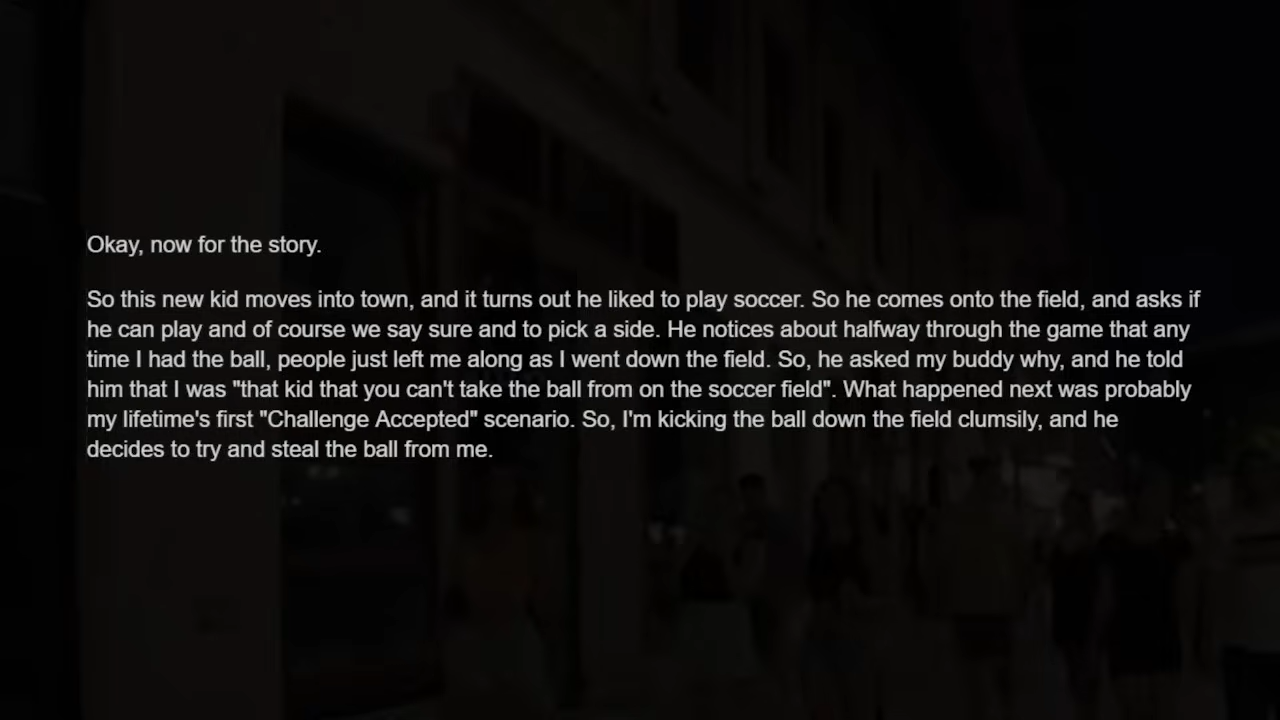 Okay, now for the story.
So this new kid moves into town, and it turns out he liked to play soccer. So he comes onto the field, and asks if
he can play and of course we say sure and to pick a side. He notices about halfway through the game that any
time I had the ball, people just left me along as I went down the field. So, he asked my buddy why, and he told
him that I was "that kid that you can't take the ball from on the soccer field". What happened next was probably
my lifetime's first "Challenge Accepted" scenario. So, I'm kicking the ball down the field clumsily, and he
decides to try and steal the ball from me.